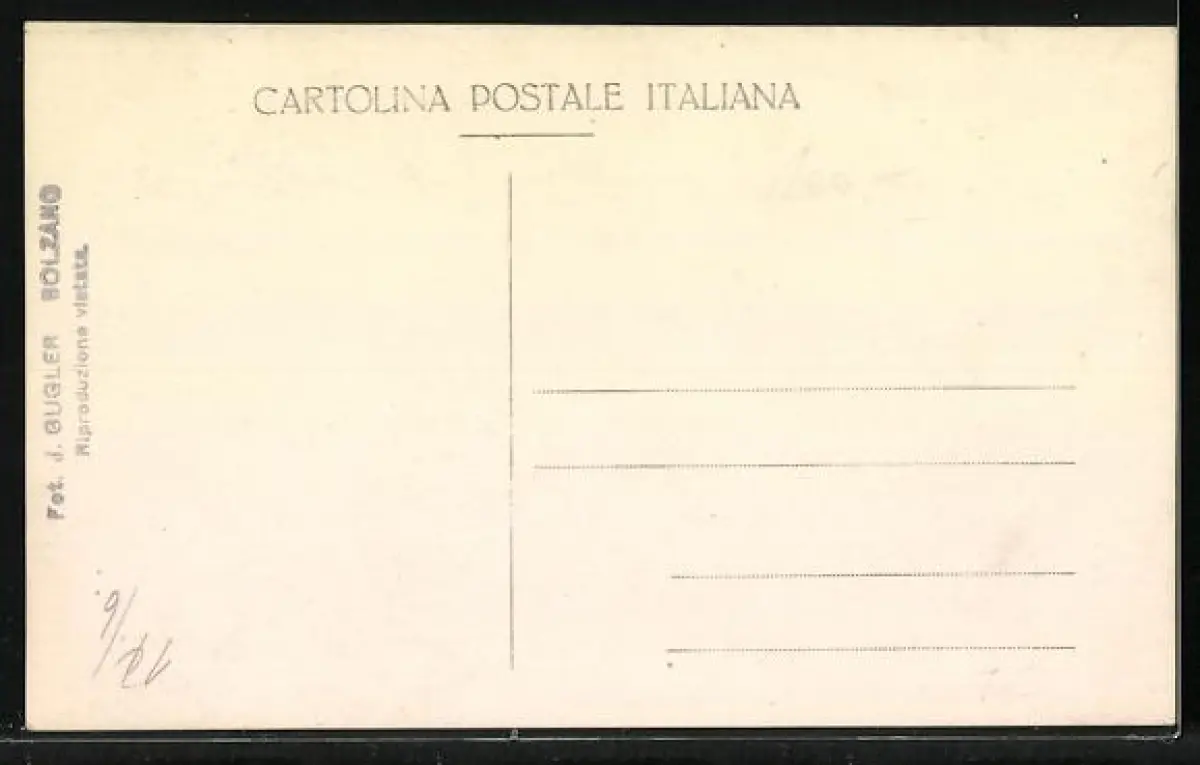 CARTOLINA POSTALE ITALIANA
Fot. J. GUGLER BOLZANO
Riproduzione vietata.